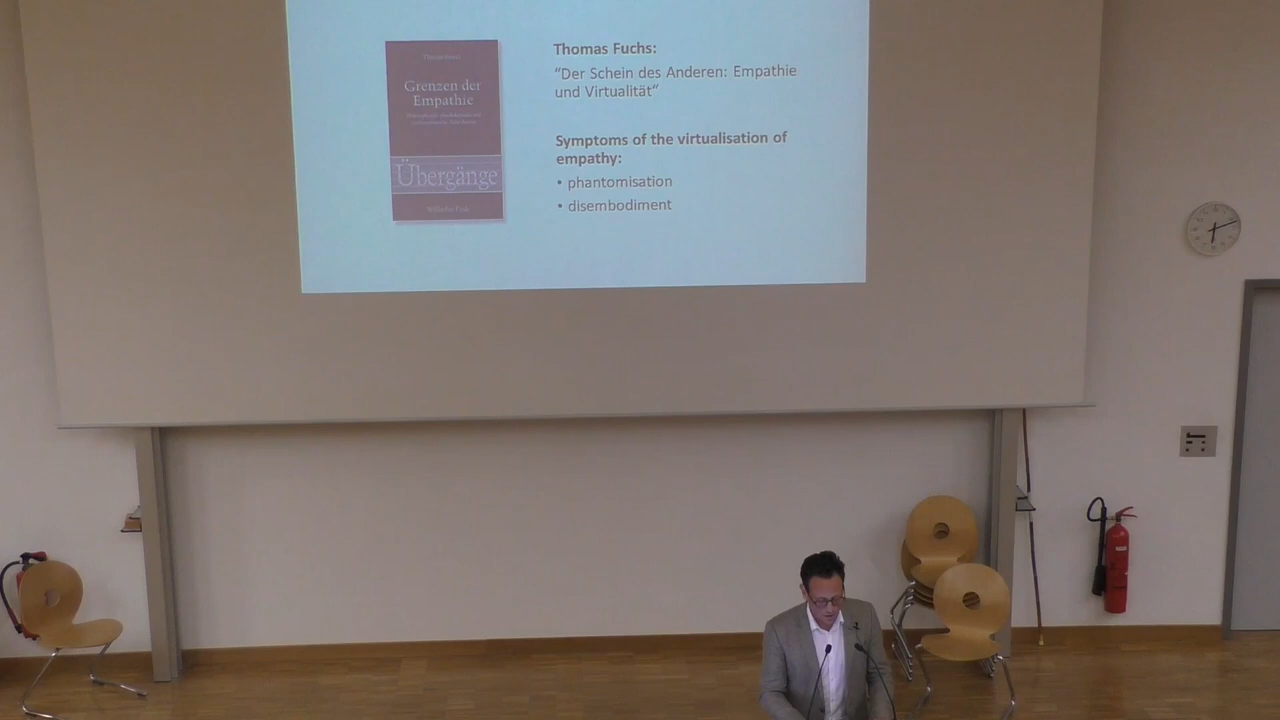 Grenzen der
Empathie
Übergänge
Thomas Fuchs:
“Der Schein des Anderen: Empathie
und Virtualität“
Symptoms of the virtualisation of
empathy:
• phantomisation
• disembodiment